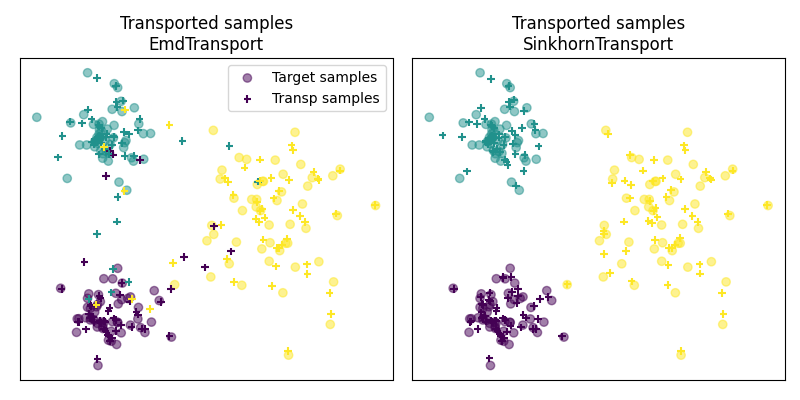 Transported samples
EmdTransport
Target samples
Transp samples
Transported samples
SinkhornTransport